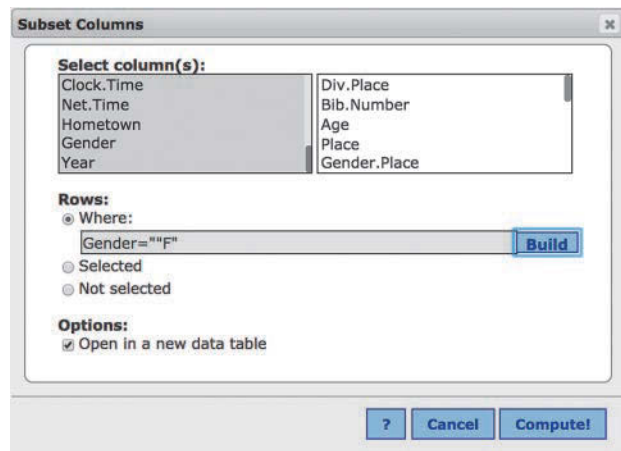 Subset Columns
Select column(s):
Clock.Time
Net.Time
Hometown
Gender
Year
Div.Place
Bib.Number
Age
Place
Gender.Place
Rows:
Where:
Gender=""F"
Build
Selected
Not selected
Options:
Open in a new data table
?
Cancel
Compute!